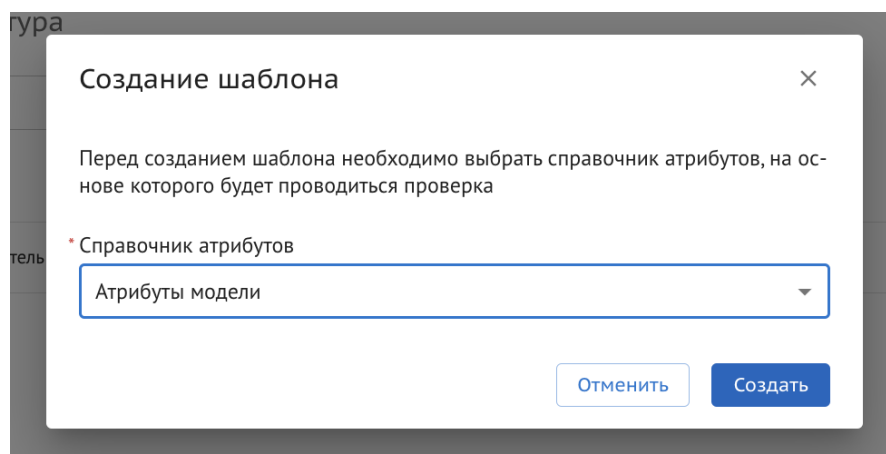 тура
Создание шаблона
Перед созданием шаблона необходимо выбрать справочник атрибутов, на ос-
нове которого будет проводиться проверка
* Справочник атрибутов
тель
Атрибуты модели
Отменить
Создать